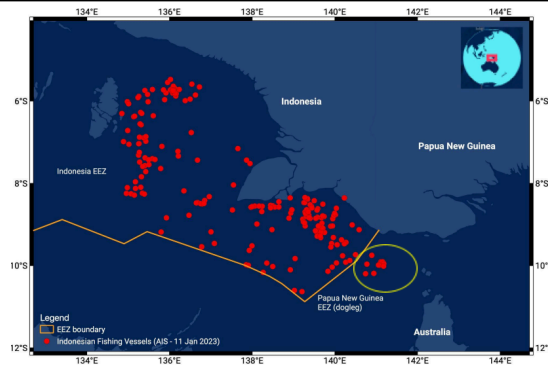 134°E 136°E 138°E 140°E 142°E 144°E
6°S 6°S
Indonesia
Papua New Guinea
Indonesia EEZ
8°S 8°S
10°S 10°S
Papua New Guinea
EEZ (dogleg)
Legend
EEZ boundary
Indonesian Fishing Vessels (AIS - 11 Jan 2023)
Australia
12°S 12°S
134°E 136°E 138°E 140°E 142°E 144°E